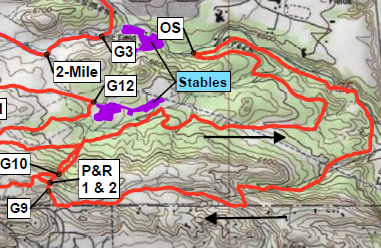 OS
G3
2-Mile
G12
Stables
G10
P&R
1 & 2
G9